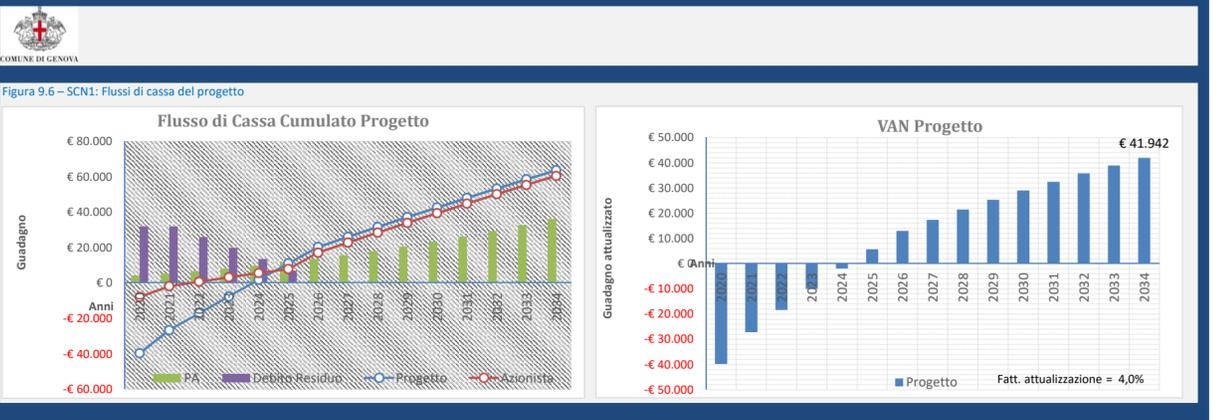 COMUNE DI GENOVA
Figura 9.6 – SCN1: Flussi di cassa del progetto
Flusso di Cassa Cumulato Progetto
€ 80.000
€ 60.000
€ 40.000
€ 20.000
€ 0
-€ 20.000
-€ 40.000
-€ 60.000
Guadagno
Anni
2020 2021 2022 2023 2024 2025 2026 2027 2028 2029 2030 2031 2032 2033 2034
PA Debito Residuo Progetto Azionista
VAN Progetto
€ 50.000
€ 40.000
€ 30.000
€ 20.000
€ 10.000
€ 0
-€ 10.000
-€ 20.000
-€ 30.000
-€ 40.000
-€ 50.000
Guadagno attualizzato
Anni
2020 2021 2022 2023 2024 2025 2026 2027 2028 2029 2030 2031 2032 2033 2034
€ 41.942
Progetto
Fatt. attualizzazione = 4,0%